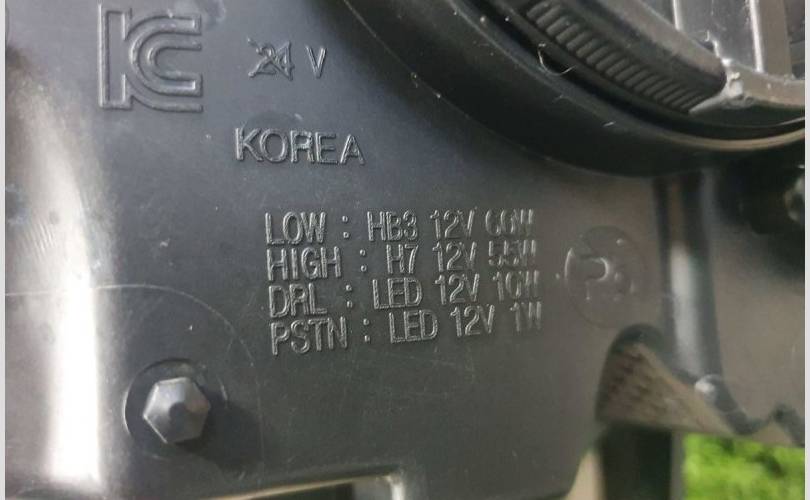 KC 24 V
KOREA
LOW : HB3 12V 60W
HIGH : H7 12V 55W
DRL : LED 12V 10W
PSTN : LED 12V 1W